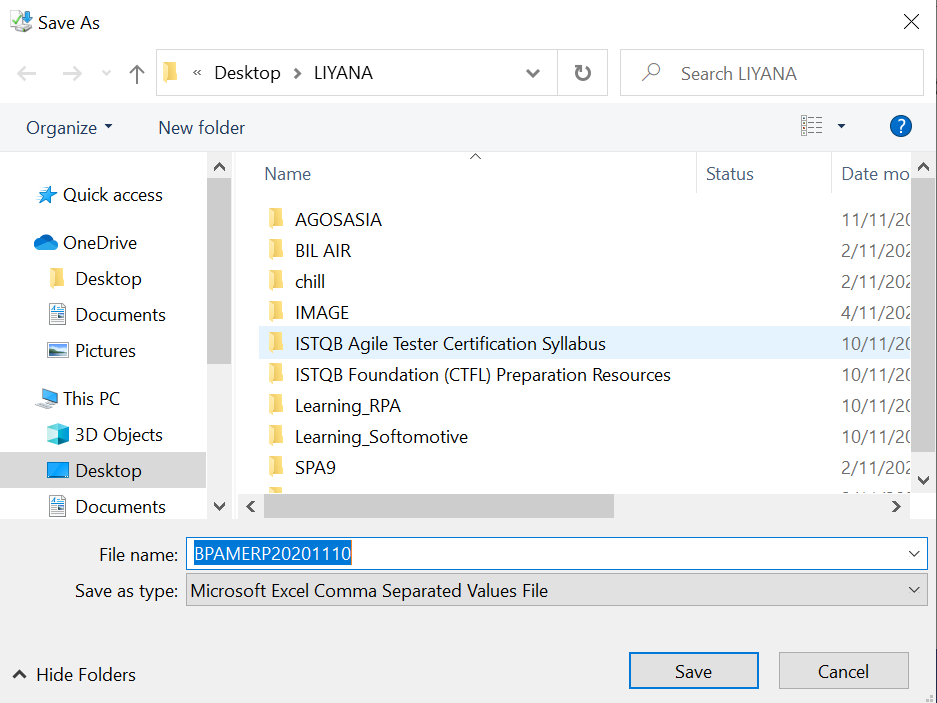 Save As
« Desktop > LIYANA
Search LIYANA
Organize
New folder
?
Quick access
OneDrive
Desktop
Documents
Pictures
This PC
3D Objects
Desktop
Documents
Name Status Date mo
AGOSASIA 11/11/20
BIL AIR 2/11/202
chill 2/11/202
IMAGE 4/11/202
ISTQB Agile Tester Certification Syllabus 10/11/20
ISTQB Foundation (CTFL) Preparation Resources 10/11/20
Learning_RPA 10/11/20
Learning_Softomotive 10/11/20
SPA9 2/11/202
File name: BPAMERP20201110
Save as type: Microsoft Excel Comma Separated Values File
Hide Folders
Save
Cancel